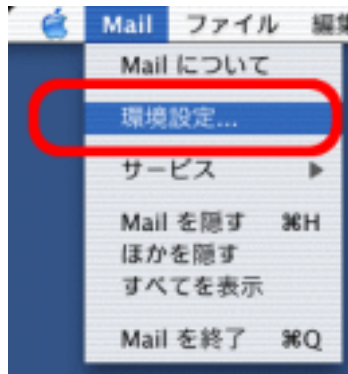 Mail ファイル 編集
Mail について
環境設定...
サービス
Mail を隠す ⌘H
ほかを隠す
すべてを表示
Mail を終了 ⌘Q